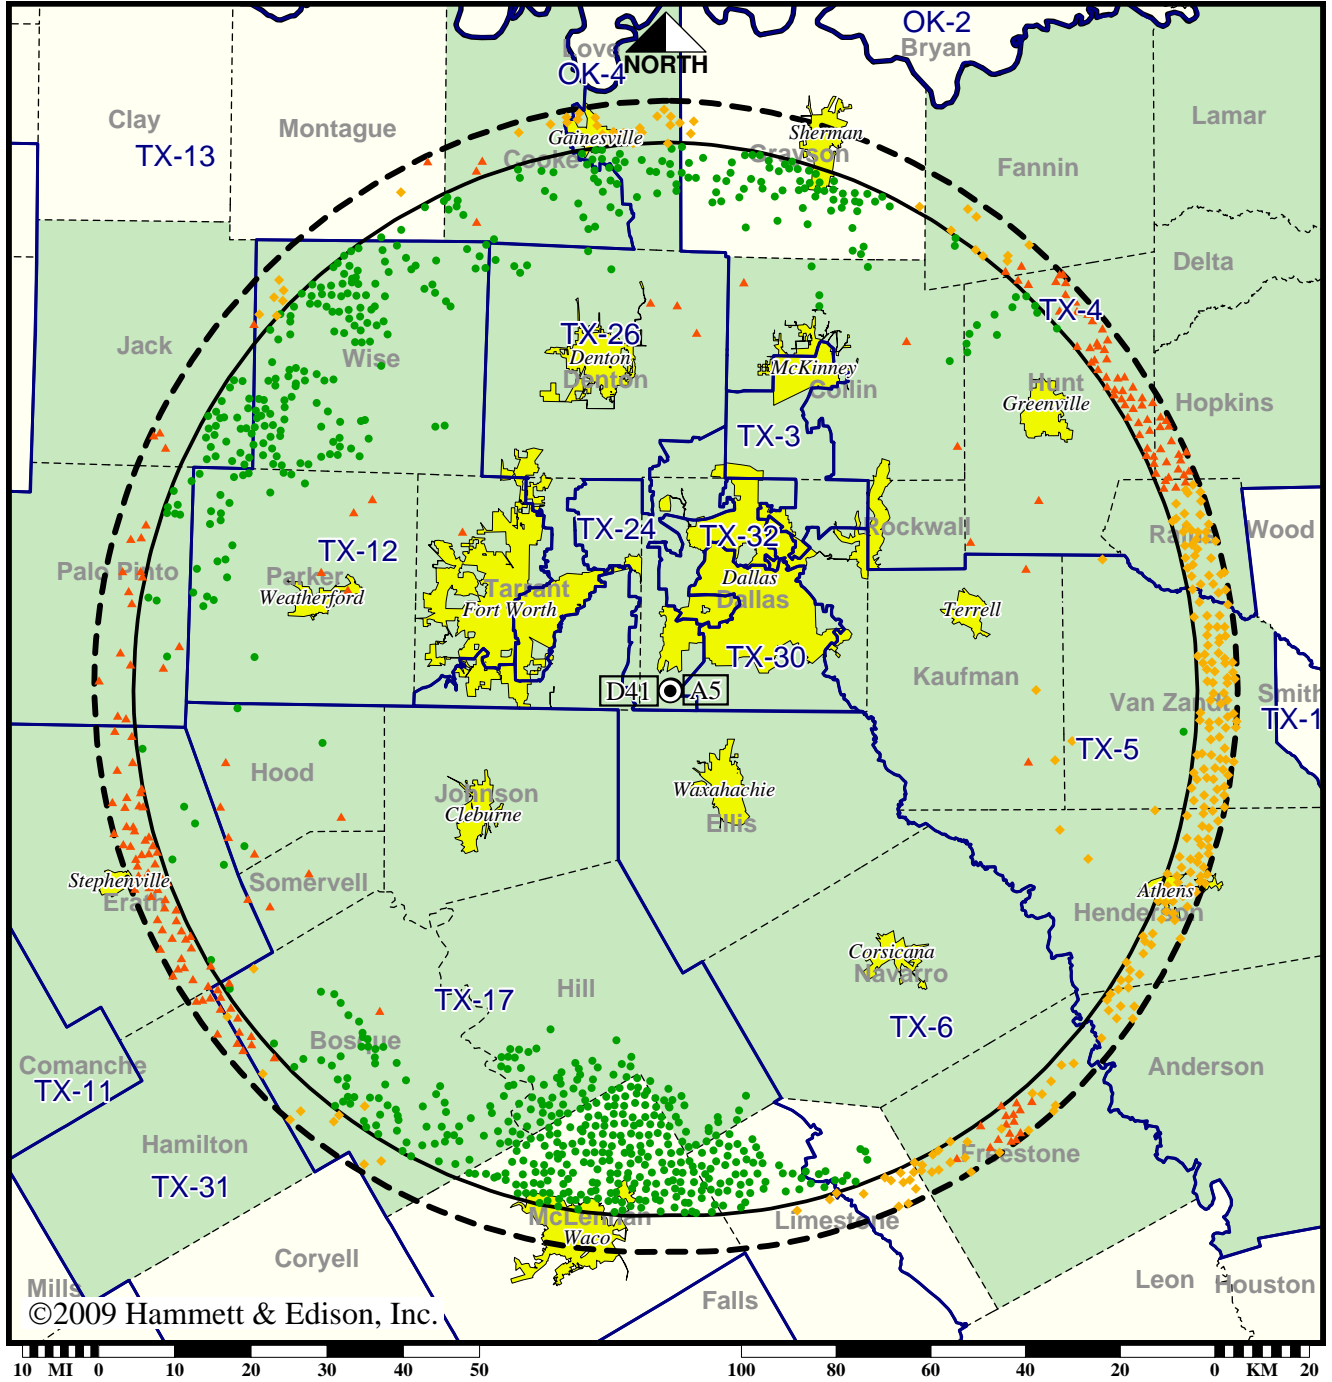 OK-2
Bryan
Love
NORTH
OK-4
Clay
Montague
Lamar
Sherman
Gainesville
TX-13
Cooke
Grayson
Fannin
Delta
TX-4
TX-26
Jack
Wise
Denton
Denton
McKinney
Collin
Hunt
Greenville
Hopkins
TX-3
TX-24
TX-32
Rockwall
Rains
Wood
TX-12
Palo Pinto
Parker
Weatherford
Tarrant
Fort Worth
Dallas
Dallas
Terrell
TX-30
Kaufman
D41
A5
Van Zandt
Smith
TX-1
TX-5
Hood
Johnson
Cleburne
Waxahachie
Ellis
Stephenville
Erath
Somervell
Athens
Henderson
Corsicana
Navarro
TX-17
Hill
TX-6
Bosque
Comanche
TX-11
Anderson
Hamilton
Freestone
TX-31
McLennan
Waco
Limestone
Coryell
Mills
Falls
Leon
Houston
©2009 Hammett & Edison, Inc.
10 MI 0 10 20 30 40 50 100 80 60 40 20 0 KM 20